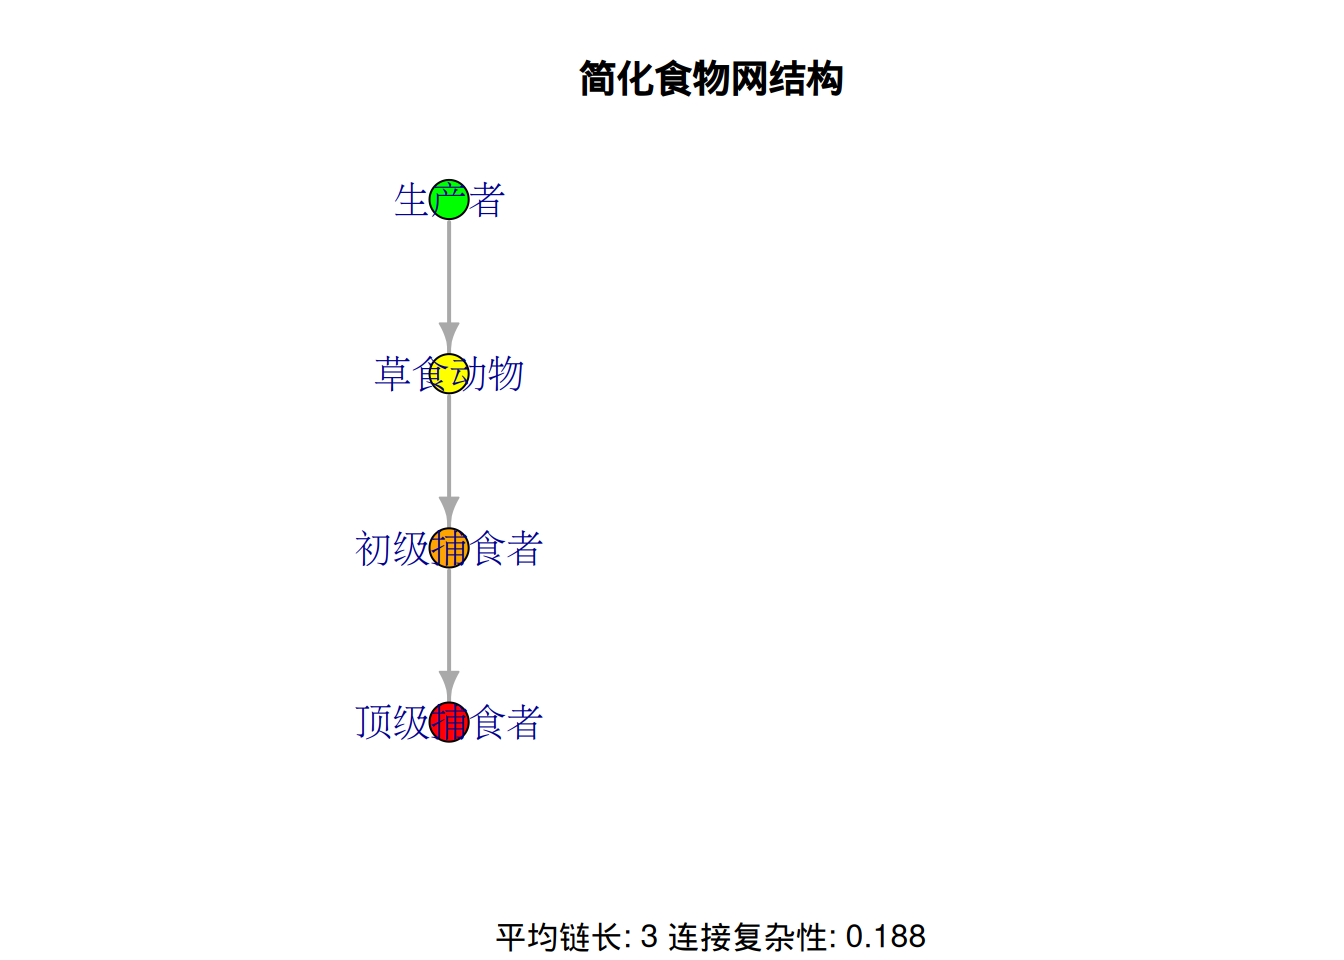 简化食物网结构
生产者
草食动物
初级捕食者
顶级捕食者
平均链长: 3 连接复杂性: 0.188